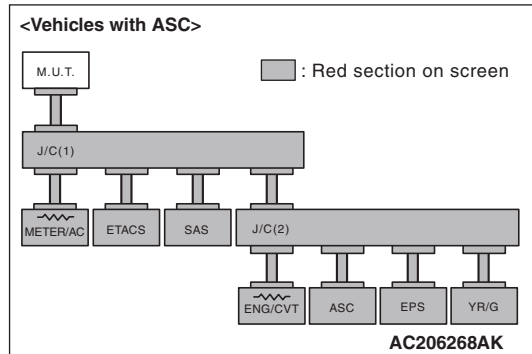 <Vehicles with ASC>
M.U.T.
: Red section on screen
J/C(1)
METER/AC ETACS SAS J/C(2)
ENG/CVT ASC EPS YR/G
AC206268AK